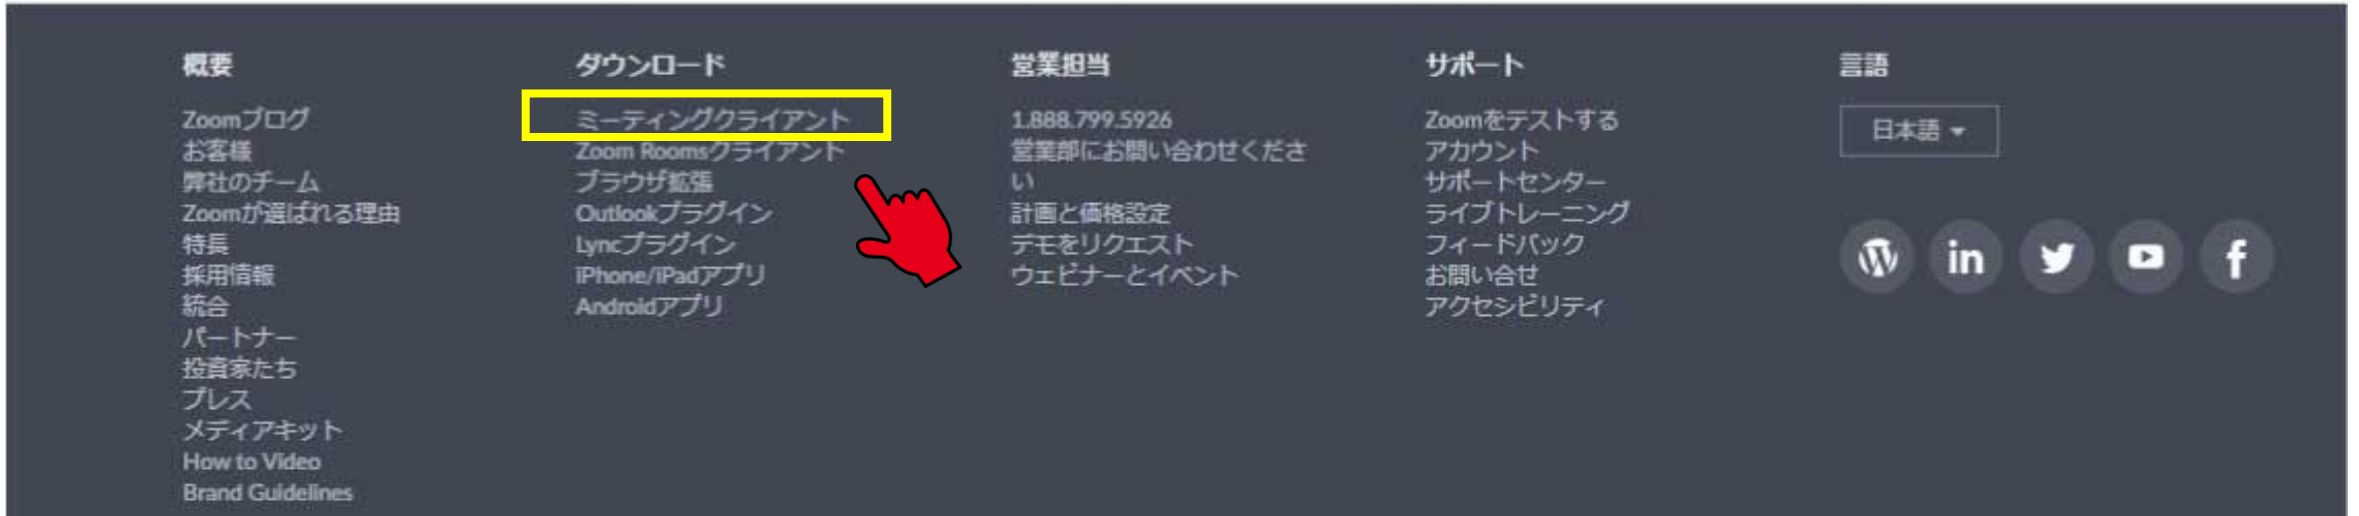 概要
Zoomブログ
お客様
弊社のチーム
Zoomが選ばれる理由
特長
採用情報
統合
パートナー
投資家たち
プレス
メディアキット
How to Video
Brand Guidelines
ダウンロード
ミーティングクライアント
Zoom Roomsクライアント
ブラウザ拡張
Outlookプラグイン
Lyncプラグイン
iPhone/iPadアプリ
Androidアプリ
営業担当
1.888.799.5926
営業部にお問い合わせくださ
い
計画と価格設定
デモをリクエスト
ウェビナーとイベント
サポート
Zoomをテストする
アカウント
サポートセンター
ライブトレーニング
フィードバック
お問い合せ
アクセシビリティ
言語
日本語